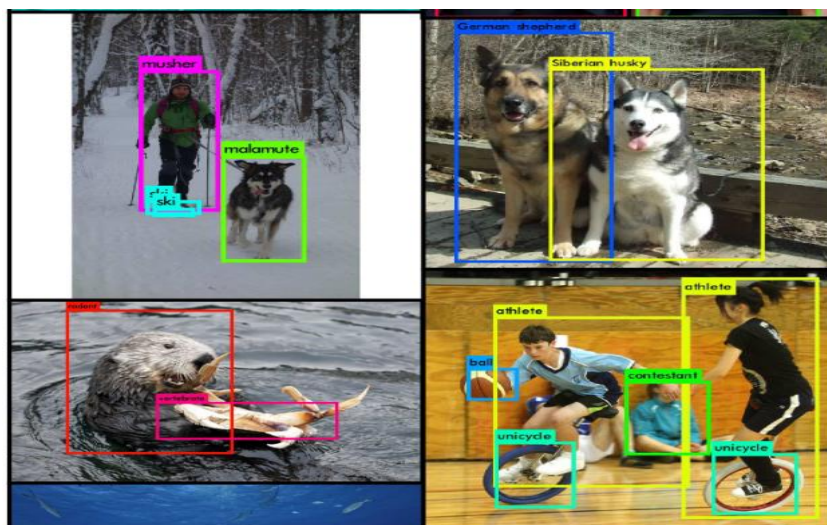 musher
malamute
ski
German shepherd
Siberian husky
rodent
vertebrate
athlete
athlete
ball
contestant
unicycle
unicycle